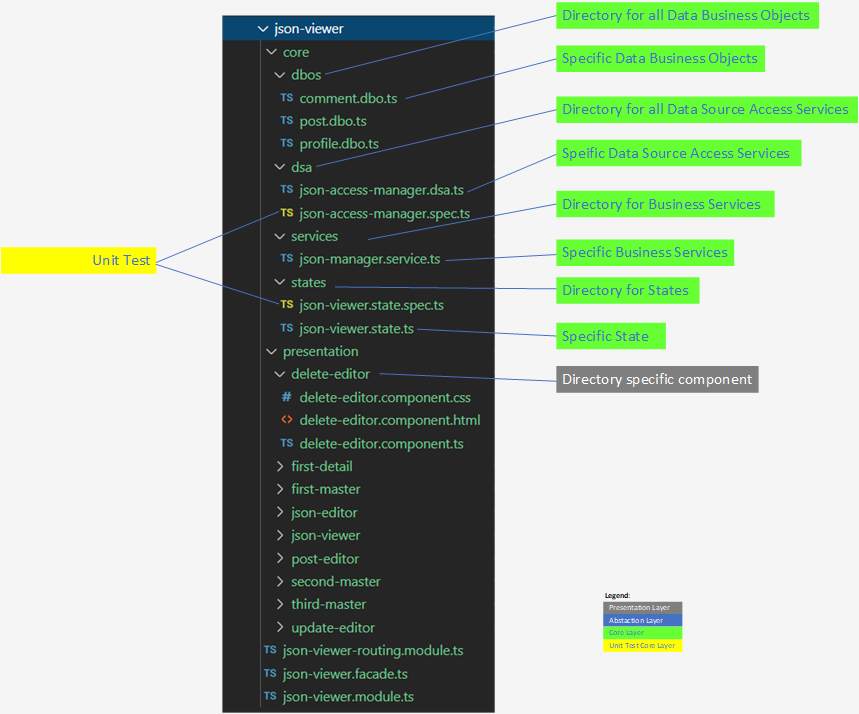 json-viewer
Directory for all Data Business Objects
core
Specific Data Business Objects
dbos
TS comment.dbo.ts
Directory for all Data Source Access Services
TS post.dbo.ts
TS profile.dbo.ts
Speific Data Source Access Services
dsa
TS json-access-manager.dsa.ts
Directory for Business Services
TS json-access-manager.spec.ts
services
Specific Business Services
Unit Test
TS json-manager.service.ts
states
Directory for States
TS json-viewer.state.spec.ts
TS json-viewer.state.ts
Specific State
presentation
delete-editor
Directory specific component
# delete-editor.component.css
<> delete-editor.component.html
TS delete-editor.component.ts
first-detail
first-master
json-editor
json-viewer
post-editor
second-master
third-master
update-editor
TS json-viewer-routing.module.ts
TS json-viewer.facade.ts
TS json-viewer.module.ts
Legend:
Presentation Layer
Abstaction Layer
Core Layer
Unit Test Core Layer